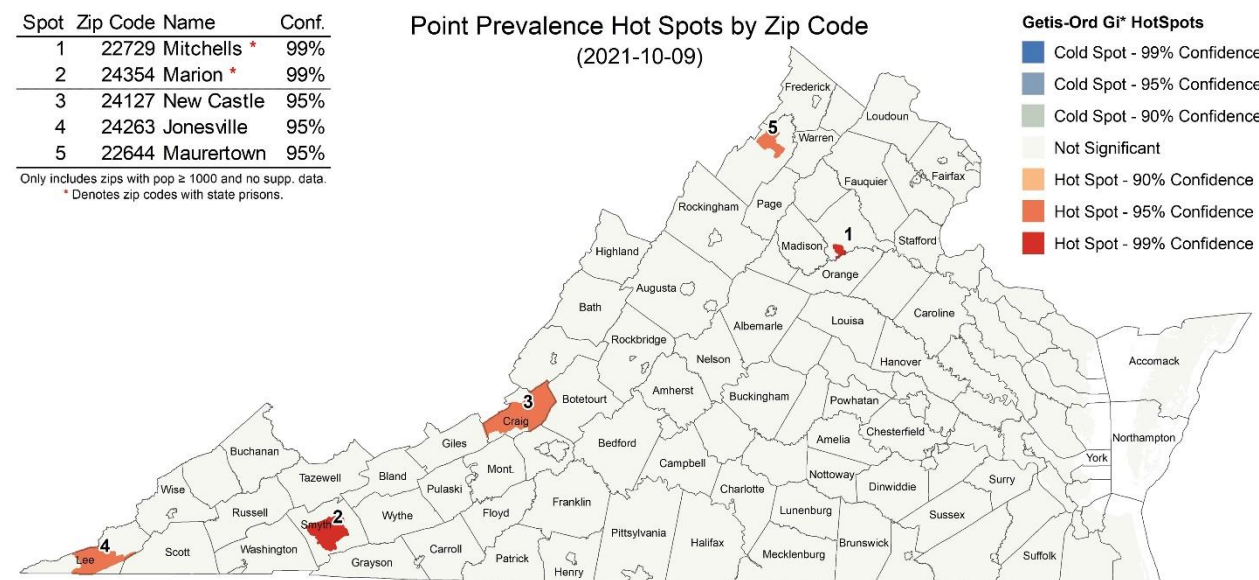 Point Prevalence Hot Spots by Zip Code
(2021-10-09)
Spot Zip Code Name Conf.
1 22729 Mitchells * 99%
2 24354 Marion * 99%
3 24127 New Castle 95%
4 24263 Jonesville 95%
5 22644 Maurertown 95%
Only includes zips with pop ≥ 1000 and no supp. data.
* Denotes zip codes with state prisons.
Getis-Ord Gi* HotSpots
Cold Spot - 99% Confidence
Cold Spot - 95% Confidence
Cold Spot - 90% Confidence
Not Significant
Hot Spot - 90% Confidence
Hot Spot - 95% Confidence
Hot Spot - 99% Confidence
Frederick
Loudoun
5
Warren
Fairfax
Fauquier
Page
Rockingham
1
Stafford
Madison
Highland
Orange
Augusta
Bath
Caroline
Louisa
Albemarle
Rockbridge
Nelson
Hanover
Accomack
Amherst
Buckingham
Powhatan
3
Botetourt
Craig
Chesterfield
Amelia
Northampton
Giles
Bedford
Buchanan
York
Campbell
Mont.
Nottoway
Tazewell
Bland
Surry
Dinwiddie
Charlotte
Pulaski
Wise
Franklin
Lunenburg
Floyd
Russell
Wythe
Sussex
2
Smyth
Pittsylvania
Halifax
Brunswick
4
Scott
Washington
Carroll
Mecklenburg
Suffolk
Lee
Grayson
Patrick
Henry